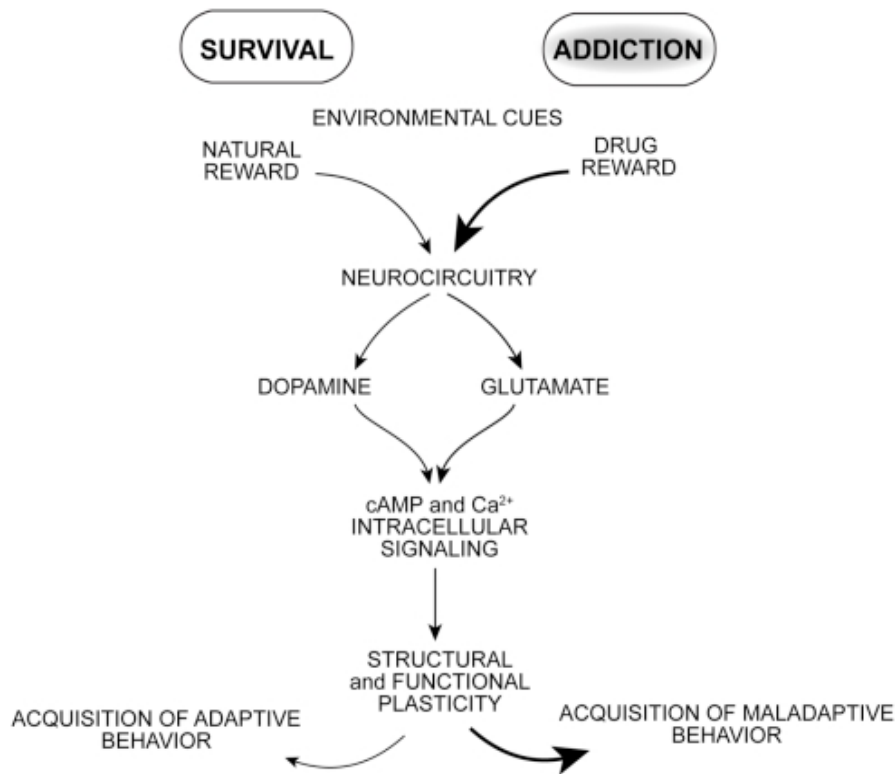 SURVIVAL
ADDICTION
ENVIRONMENTAL CUES
NATURAL
REWARD
DRUG
REWARD
NEUROCIRCUITRY
DOPAMINE
GLUTAMATE
cAMP and Ca²⁺
INTRACELLULAR
SIGNALING
STRUCTURAL
and FUNCTIONAL
PLASTICITY
ACQUISITION OF ADAPTIVE
BEHAVIOR
ACQUISITION OF MALADAPTIVE
BEHAVIOR